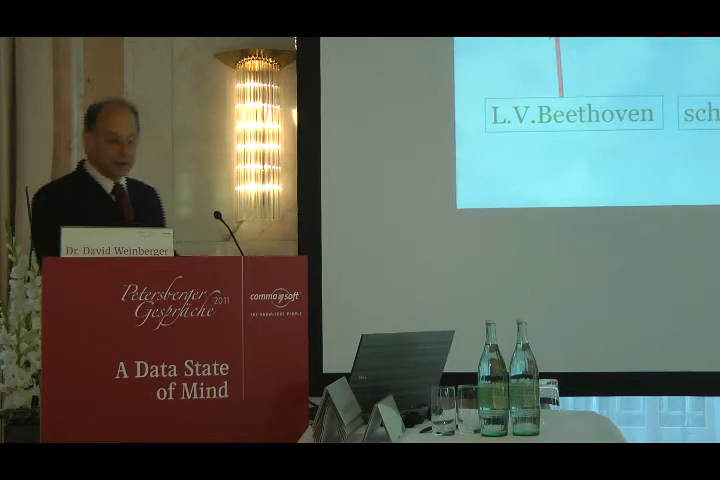 L.V.Beethoven
sch
Dr. David Weinberger
Petersberger
Gespräche 2011
comma soft
THE KNOWLEDGE PEOPLE
A Data State
of Mind